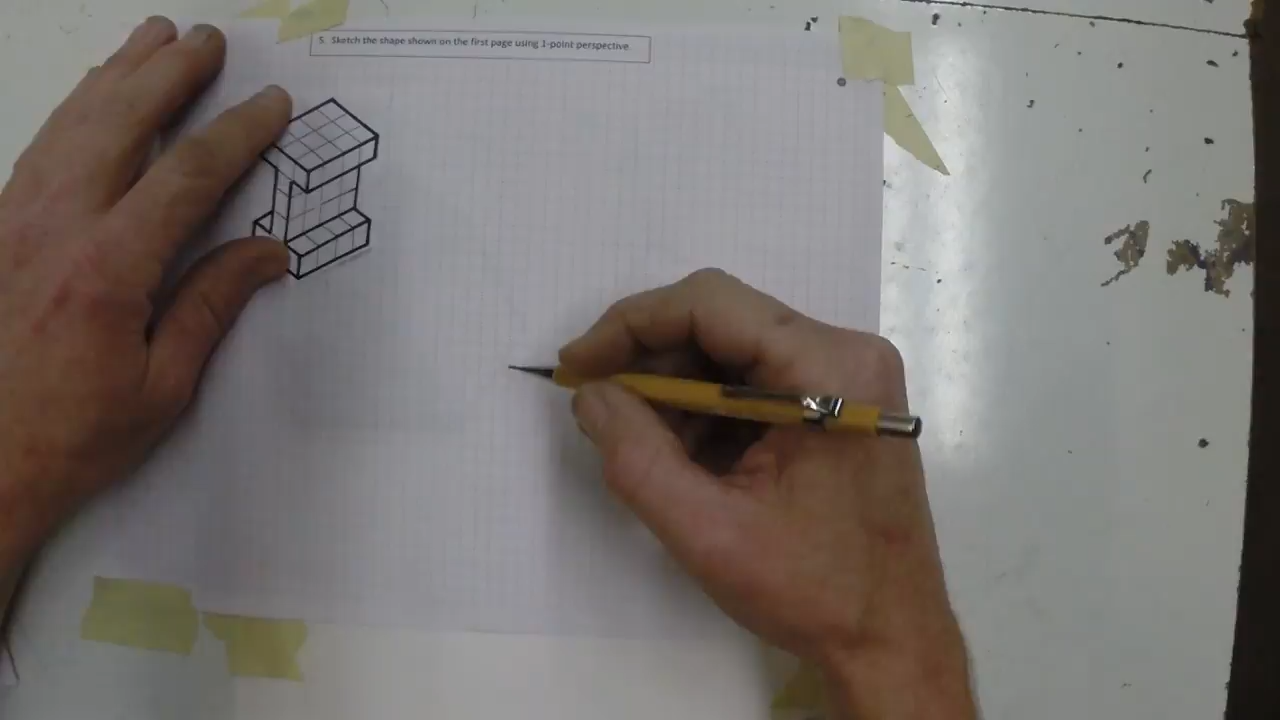 5. Sketch the shape shown on the first page using 1-point perspective.